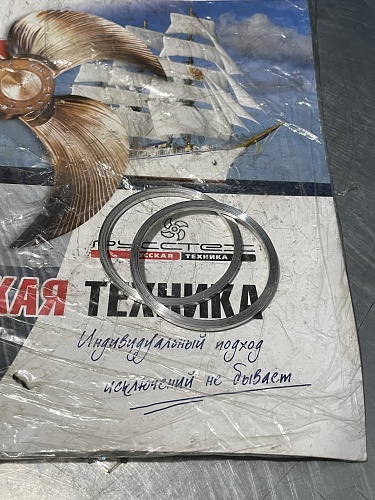 РУССТЕХ
РУССКАЯ ТЕХНИКА
КАЯ ТЕХНИКА
Индивидуальный подход
исключений не бывает